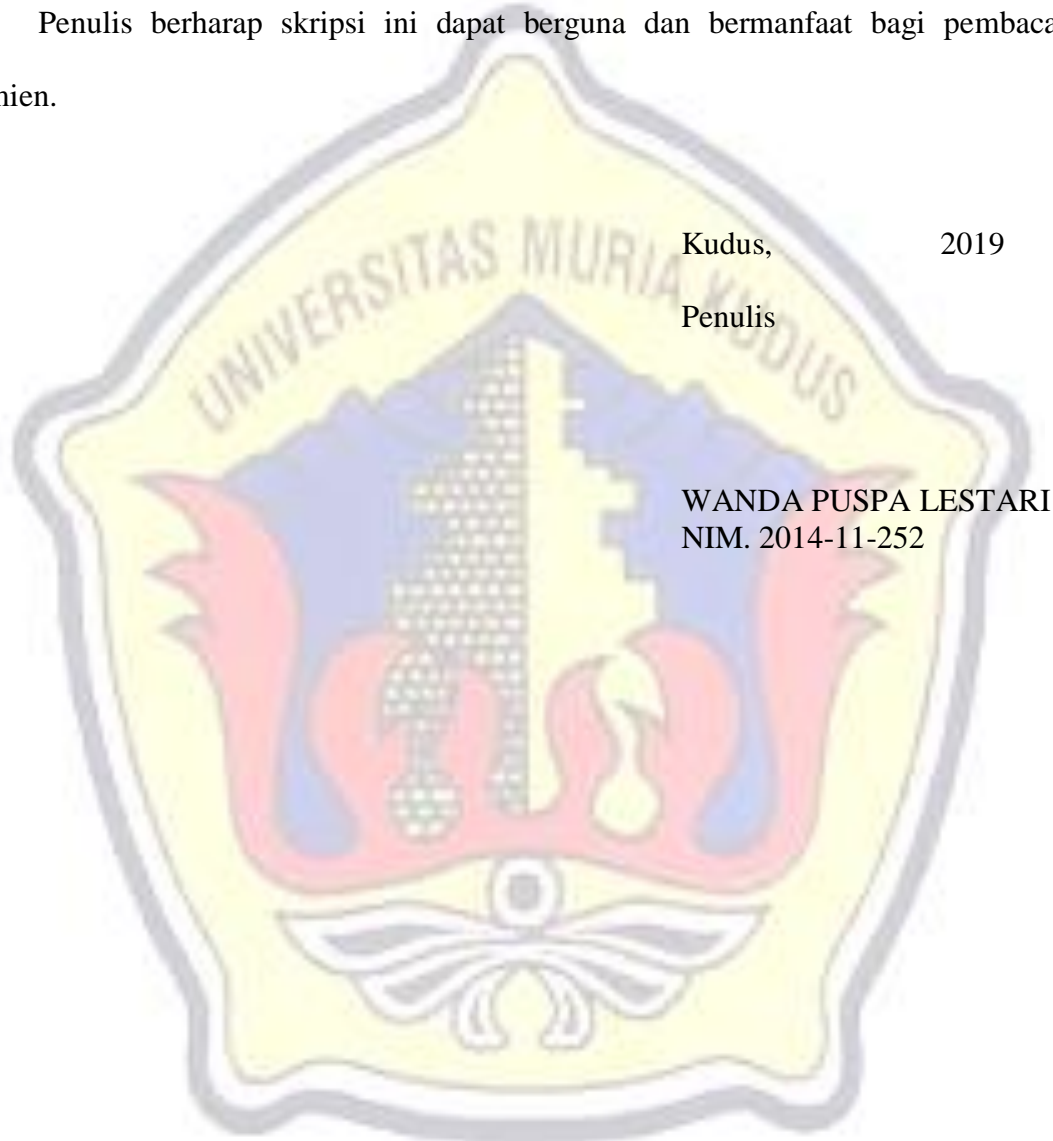 Penulis berharap skripsi ini dapat berguna dan bermanfaat bagi pembaca
nien.
UNIVERSITAS MURIA KUDUS
Kudus, 2019
Penulis
WANDA PUSPA LESTARI
NIM. 2014-11-252